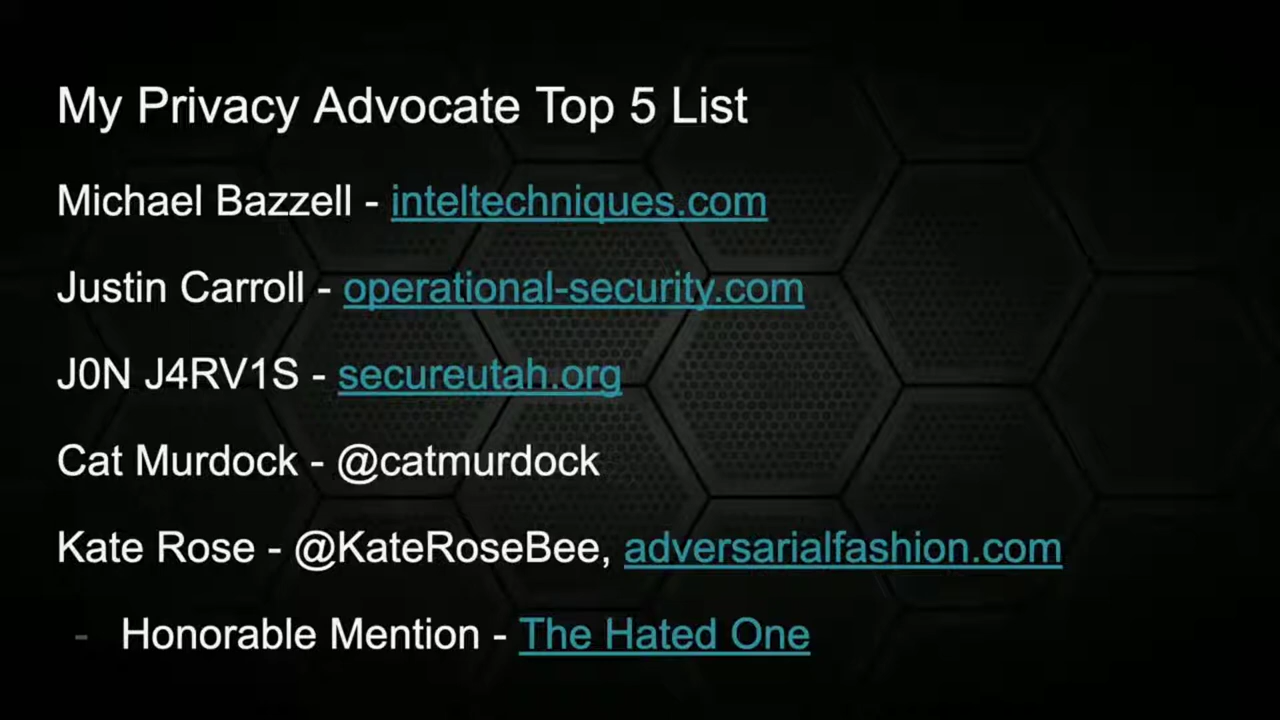 My Privacy Advocate Top 5 List
Michael Bazzell - inteltechniques.com
Justin Carroll - operational-security.com
J0N J4RV1S - secureutah.org
Cat Murdock - @catmurdock
Kate Rose - @KateRoseBee, adversarialfashion.com
- Honorable Mention - The Hated One